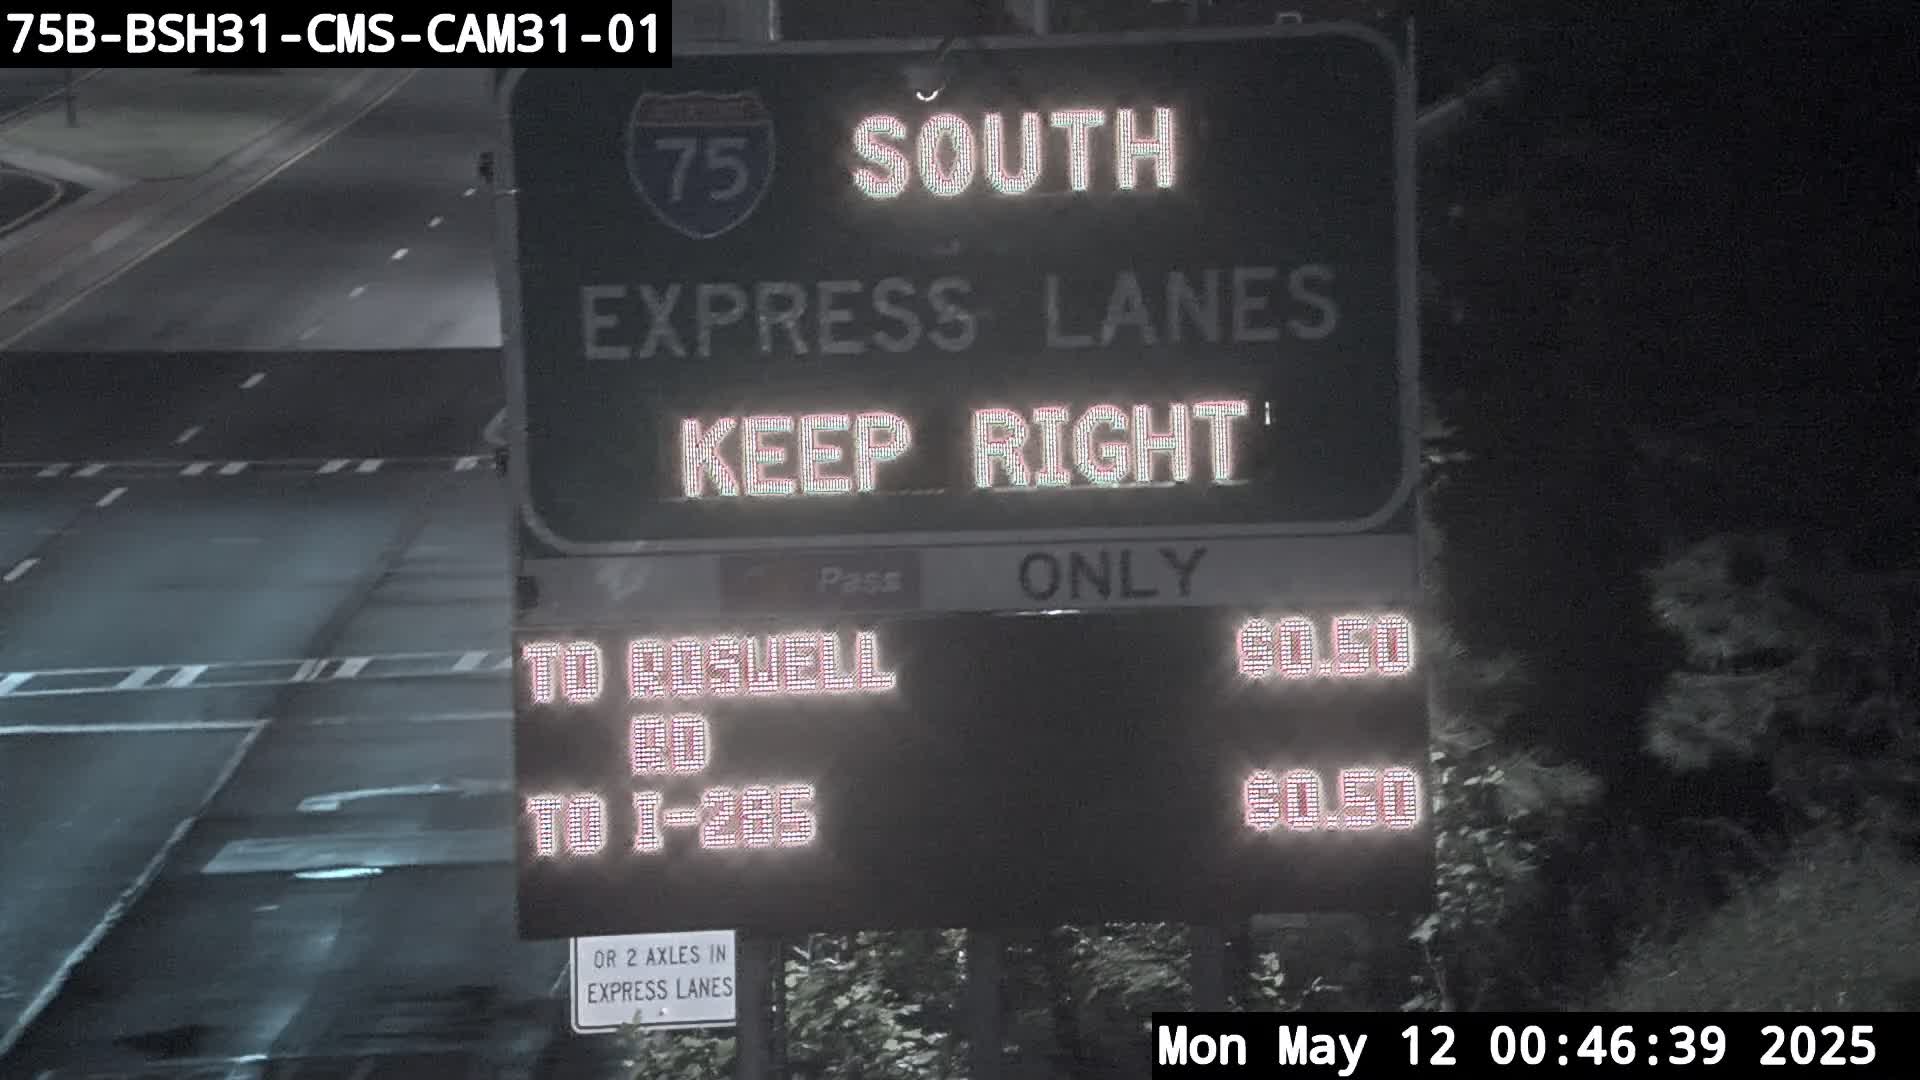 75B-BSH31-CMS-CAM31-01
75 SOUTH
EXPRESS LANES
KEEP RIGHT
Pass ONLY
TO ROSWELL $0.50
RD
TO I-285 $0.50
OR 2 AXLES IN
EXPRESS LANES
Mon May 12 00:46:39 2025